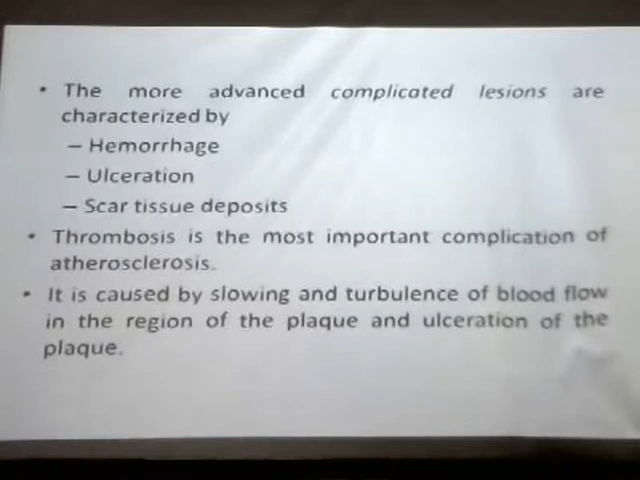 • The more advanced complicated lesions are
characterized by
– Hemorrhage
– Ulceration
– Scar tissue deposits
• Thrombosis is the most important complication of
atherosclerosis.
• It is caused by slowing and turbulence of blood flow
in the region of the plaque and ulceration of the
plaque.